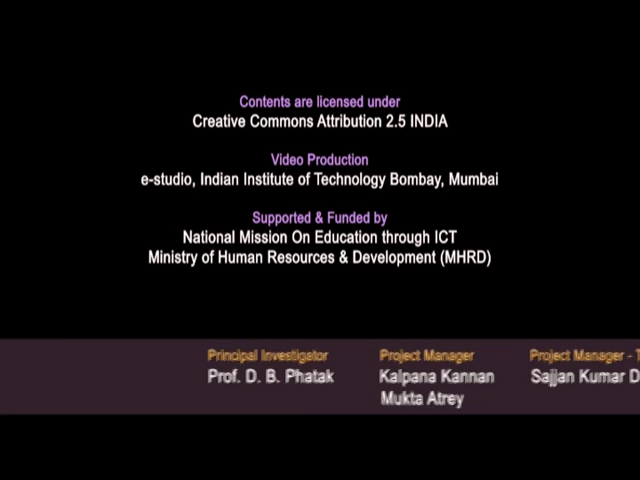 Contents are licensed under
Creative Commons Attribution 2.5 INDIA
Video Production
e-studio, Indian Institute of Technology Bombay, Mumbai
Supported & Funded by
National Mission On Education through ICT
Ministry of Human Resources & Development (MHRD)
Principal Investigator Project Manager Project Manager -
Prof. D. B. Phatak Kalpana Kannan Sajjan Kumar
Mukta Atrey